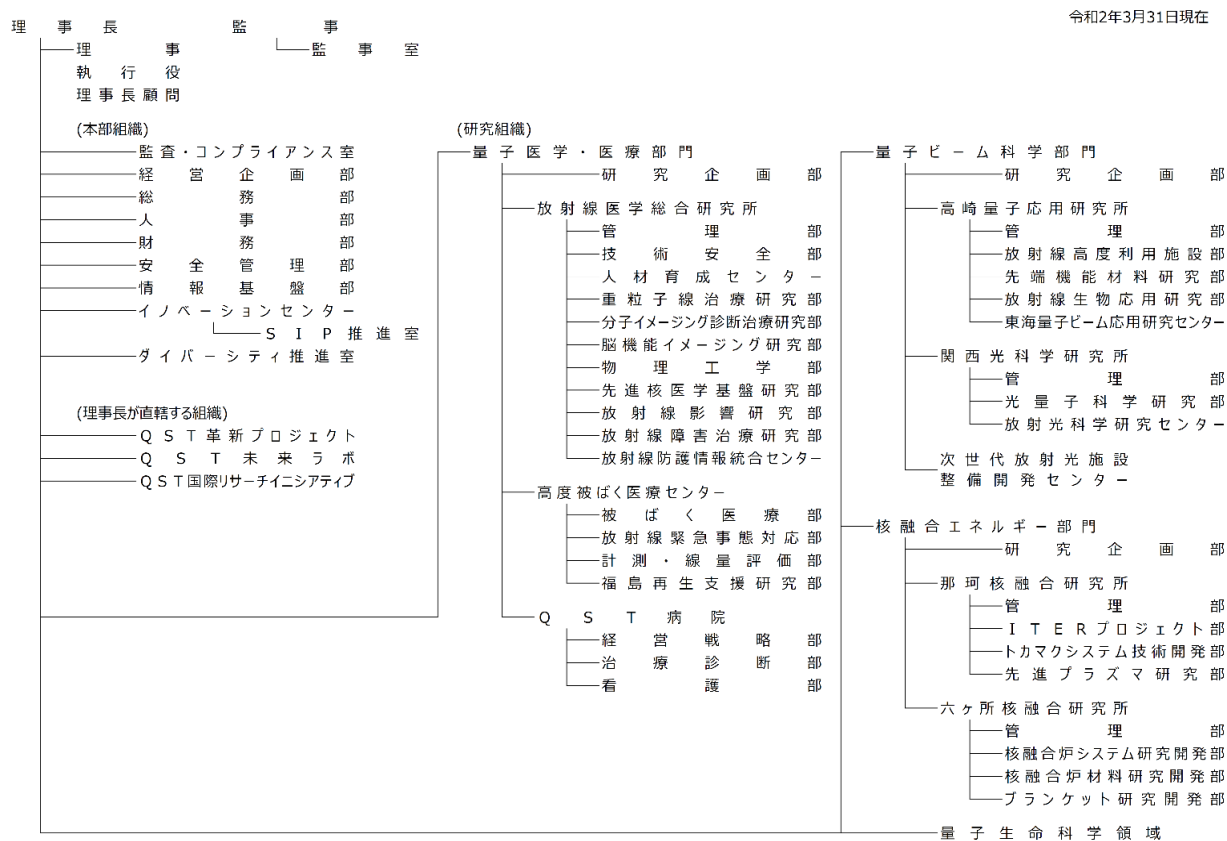 令和2年3月31日現在
理事長
監事
理事
監事室
執行役
理事長顧問
(本部組織)
監査・コンプライアンス室
経営企画部
総務部
人事部
財務部
安全管理部
情報基盤部
イノベーションセンター
SIP推進室
ダイバーシティ推進室
(理事長が直轄する組織)
QST革新プロジェクト
QST未来ラボ
QST国際リサーチイニシアティブ
(研究組織)
量子医学・医療部門
研究企画部
放射線医学総合研究所
管理部
技術安全部
人材育成センター
重粒子線治療研究部
分子イメージング診断治療研究部
脳機能イメージング研究部
物理工学部
先進核医学基盤研究部
放射線影響研究部
放射線障害治療研究部
放射線防護情報統合センター
高度被ばく医療センター
被ばく医療部
放射線緊急事態対応部
計測・線量評価部
福島再生支援研究部
QST病院
経営戦略部
治療診断部
看護部
量子ビーム科学部門
研究企画部
高崎量子応用研究所
管理部
放射線高度利用施設部
先端機能材料研究部
放射線生物応用研究部
東海量子ビーム応用研究センター
関西光科学研究所
管理部
光量子科学研究部
放射光科学研究センター
次世代放射光施設
整備開発センター
核融合エネルギー部門
研究企画部
那珂核融合研究所
管理部
ITERプロジェクト部
トカマクシステム技術開発部
先進プラズマ研究部
六ヶ所核融合研究所
管理部
核融合炉システム研究開発部
核融合炉材料研究開発部
ブランケット研究開発部
量子生命科学領域